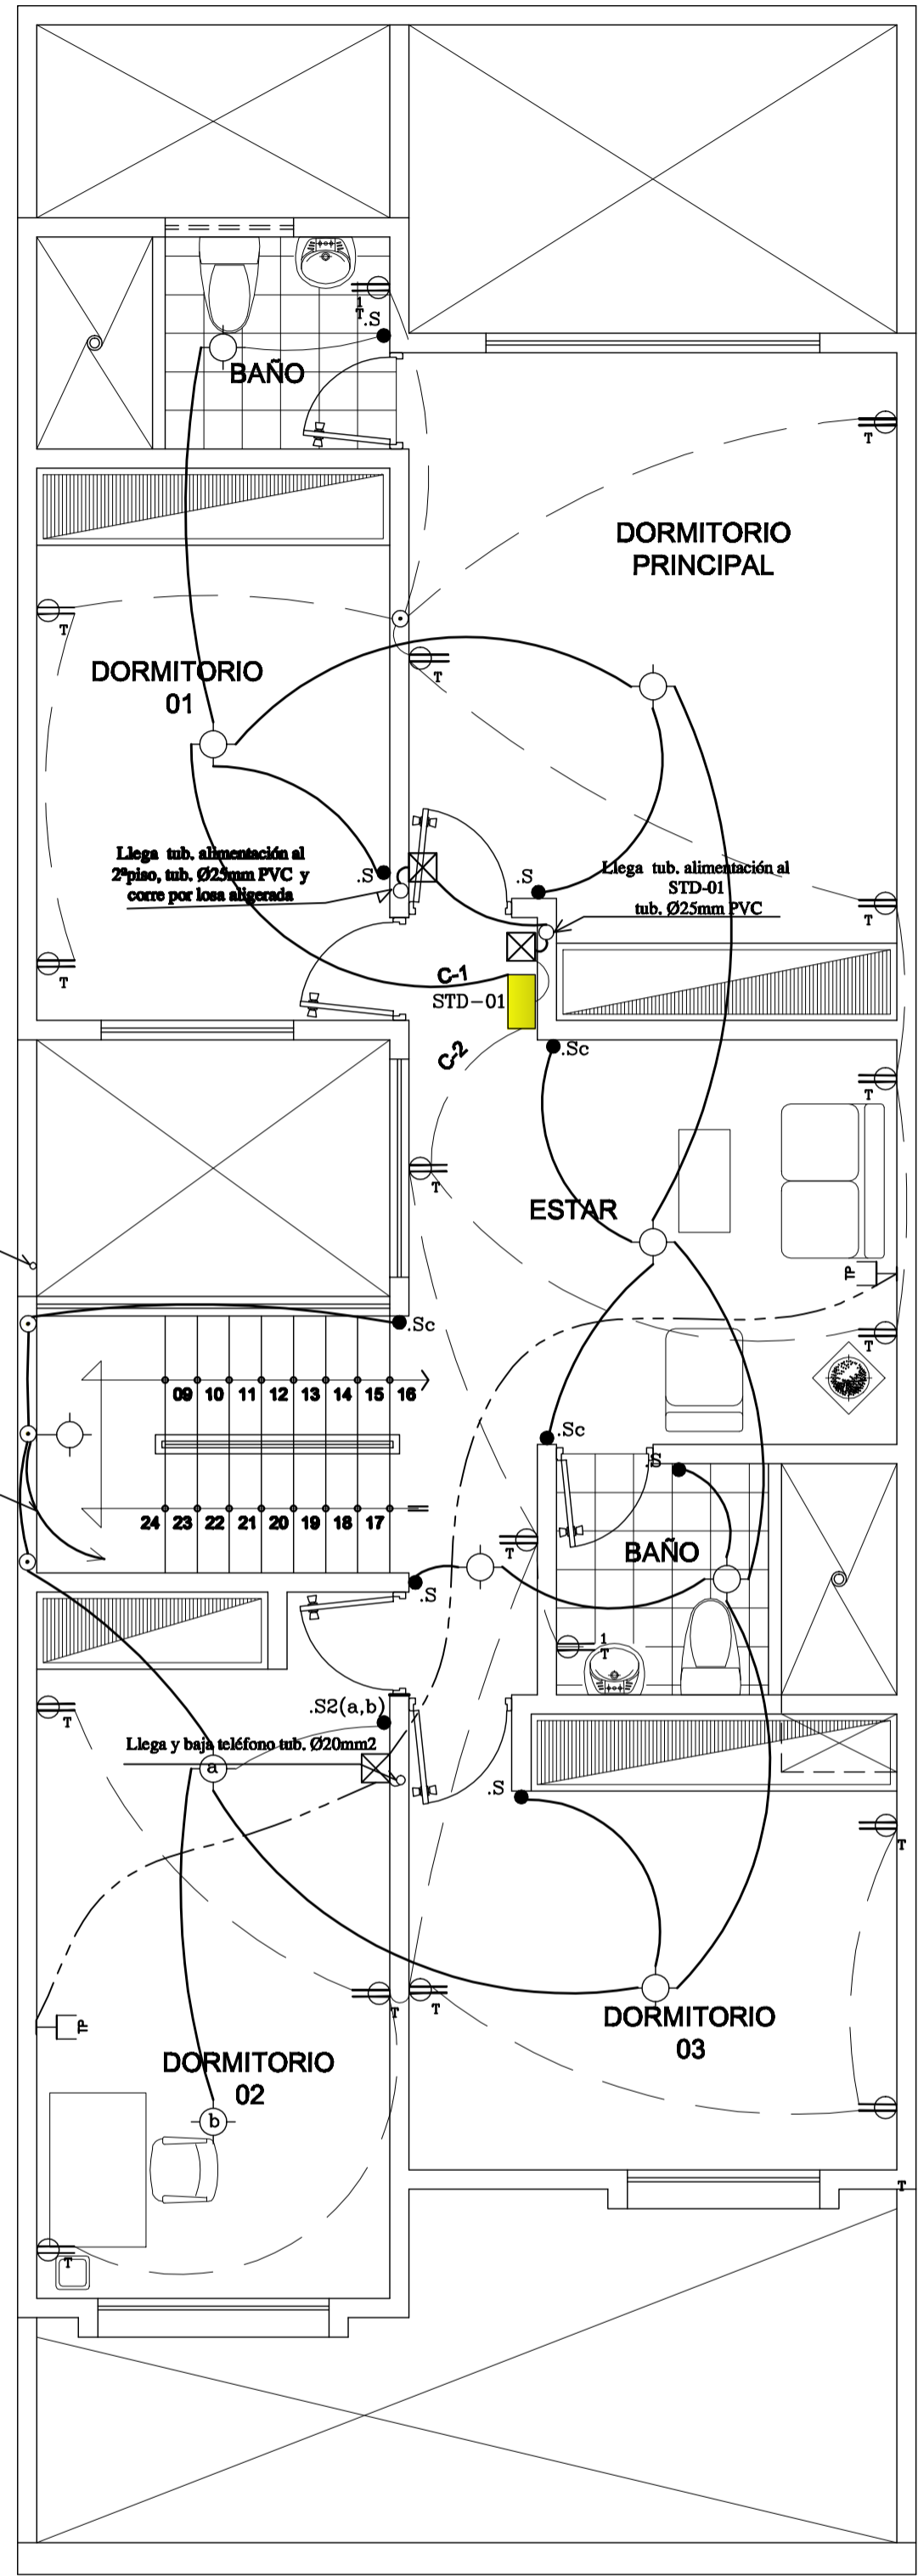 1
T
.S
BAÑO
T
DORMITORIO
PRINCIPAL
T
DORMITORIO
01
T
Llega tub. alimentación al
2ºpiso, tub. Ø25mm PVC y
corre por losa aligerada
.S
.S
Llega tub. alimentación al
STD-01
tub. Ø25mm PVC
T
T
C-1
STD-01
C-2
.Sc
T
T
ESTAR
TP
.Sc
T
09 10 11 12 13 14 15 16
.Sc
.S
24 23 22 21 20 19 18 17
T
BAÑO
.S
1
T
.S2(a,b)
T
Llega y baja teléfono tub. Ø20mm2
a
.S
T
T
T
DORMITORIO
03
TP
DORMITORIO
02
b
T
T